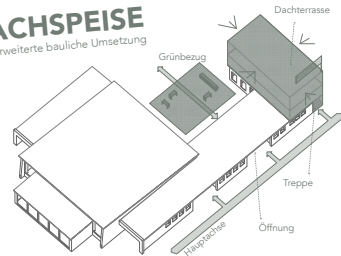 ACHSPEISE
rweiterte bauliche Umsetzung
Dachterrasse
Grünbezug
Treppe
Öffnung
Hauptachse